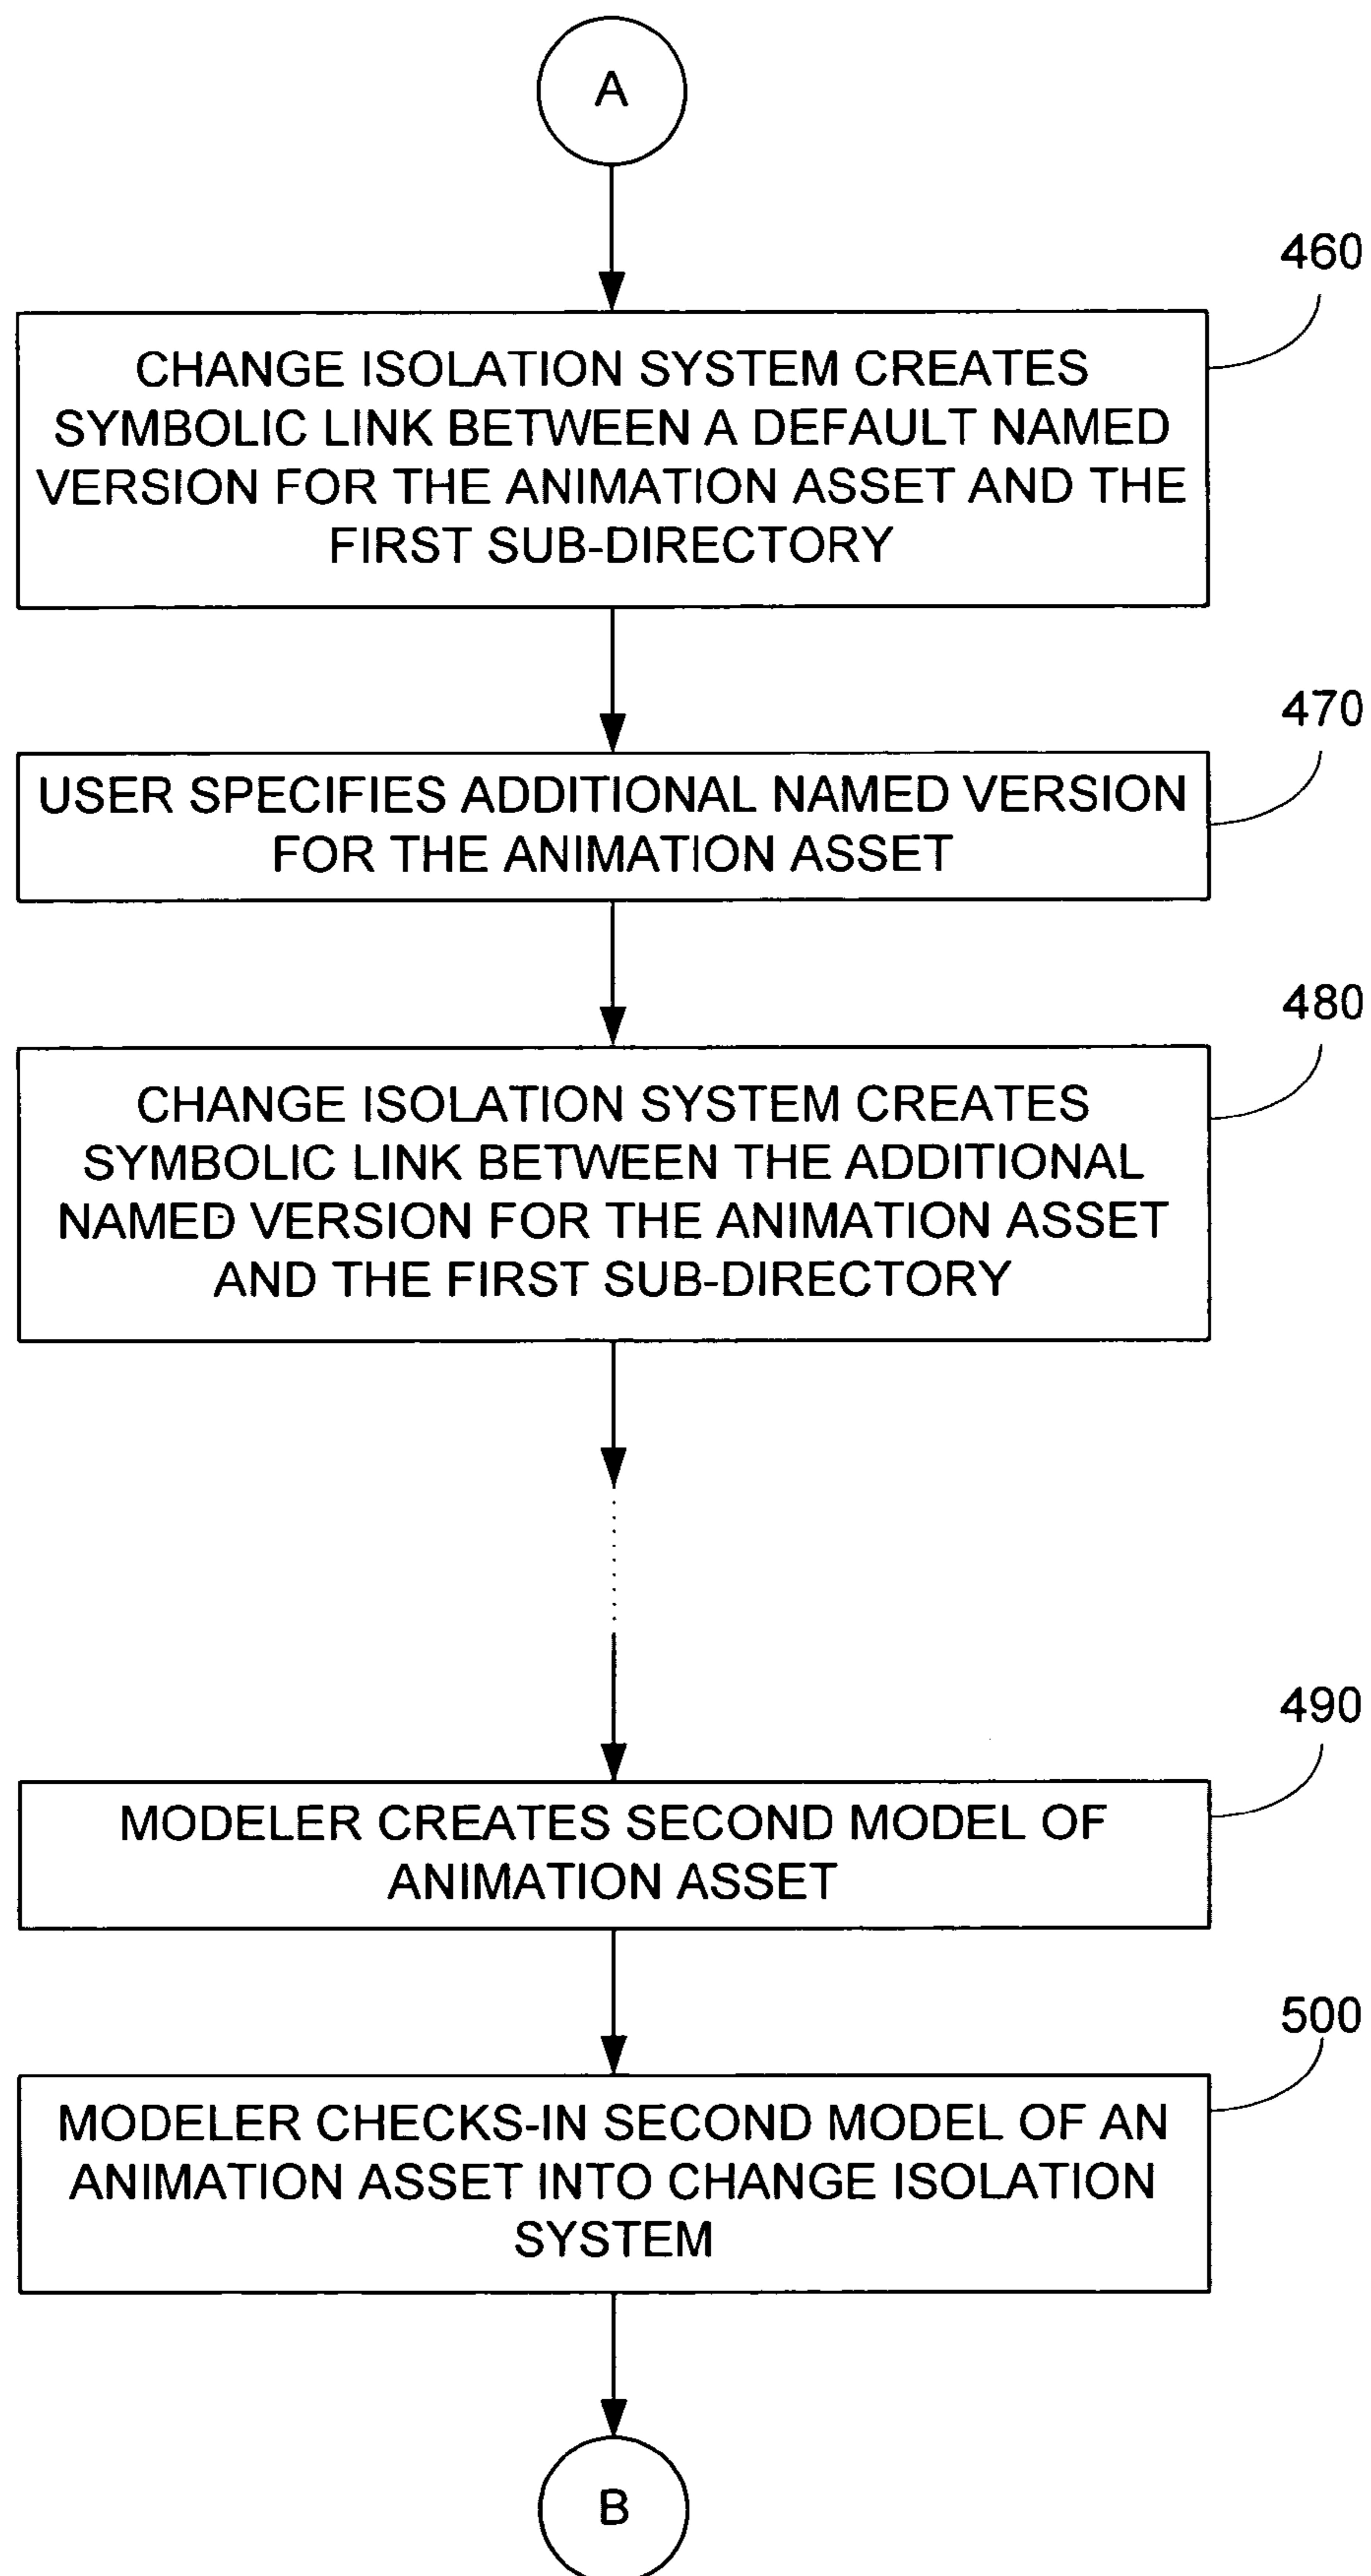 A
460
CHANGE ISOLATION SYSTEM CREATES
SYMBOLIC LINK BETWEEN A DEFAULT NAMED
VERSION FOR THE ANIMATION ASSET AND THE
FIRST SUB-DIRECTORY
470
USER SPECIFIES ADDITIONAL NAMED VERSION
FOR THE ANIMATION ASSET
480
CHANGE ISOLATION SYSTEM CREATES
SYMBOLIC LINK BETWEEN THE ADDITIONAL
NAMED VERSION FOR THE ANIMATION ASSET
AND THE FIRST SUB-DIRECTORY
490
MODELER CREATES SECOND MODEL OF
ANIMATION ASSET
500
MODELER CHECKS-IN SECOND MODEL OF AN
ANIMATION ASSET INTO CHANGE ISOLATION
SYSTEM
B